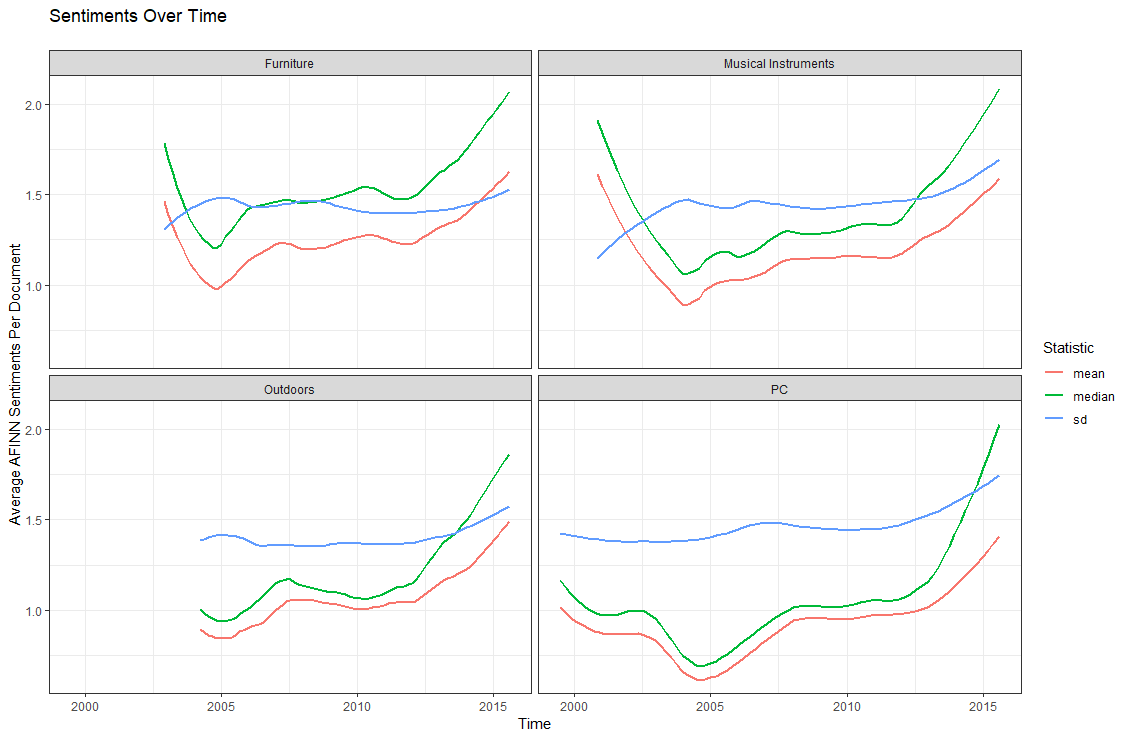 Sentiments Over Time
Furniture
Musical Instruments
2.0
1.5
1.0
Outdoors
PC
2.0
1.5
1.0
2000 2005 2010 2015 2000 2005 2010 2015
Time
Average AFINN Sentiments Per Document
Statistic
mean
median
sd